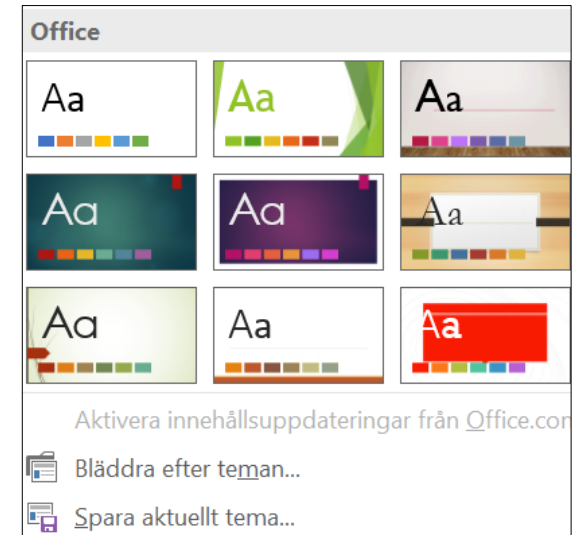 Office
Aa Aa Aa
Aa Aa Aa
Aa Aa Aa
Aktivera innehållsuppdateringar från Office.con
Bläddra efter teman...
Spara aktuellt tema...